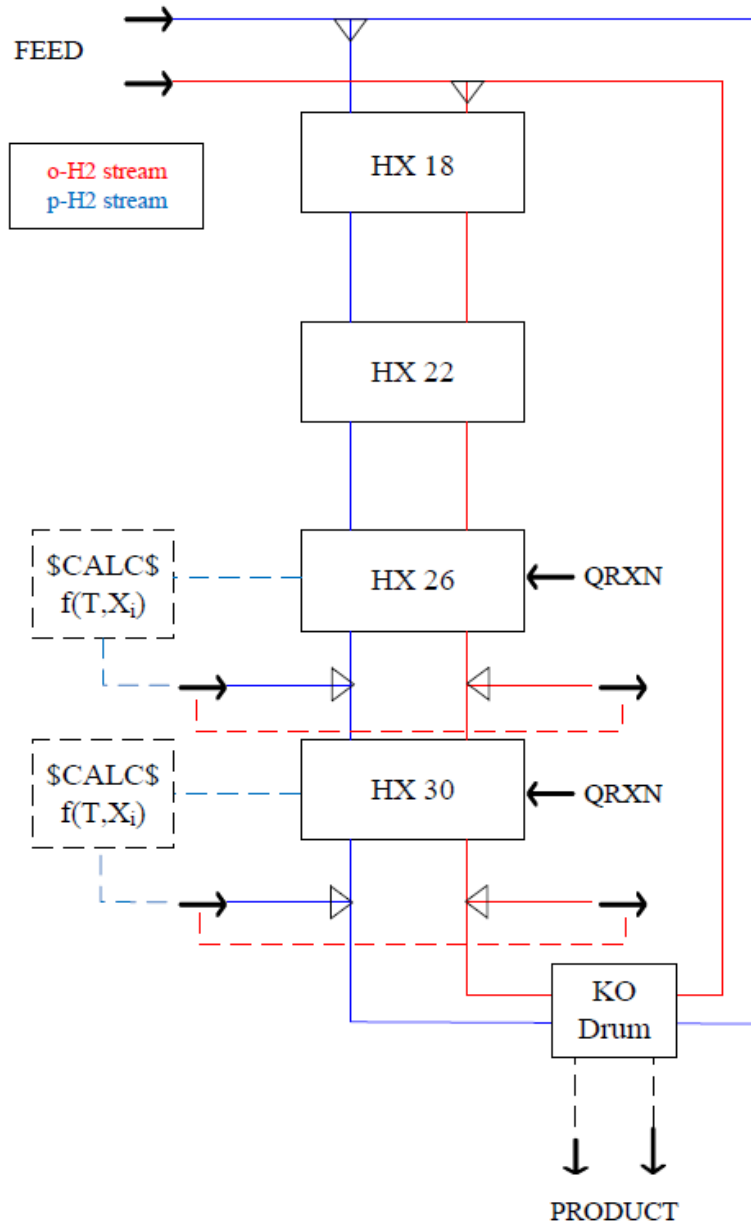 FEED
o-H2 stream
p-H2 stream
HX 18
HX 22
$CALC$
f(T,Xᵢ)
HX 26
QRXN
$CALC$
f(T,Xᵢ)
HX 30
QRXN
KO
Drum
PRODUCT